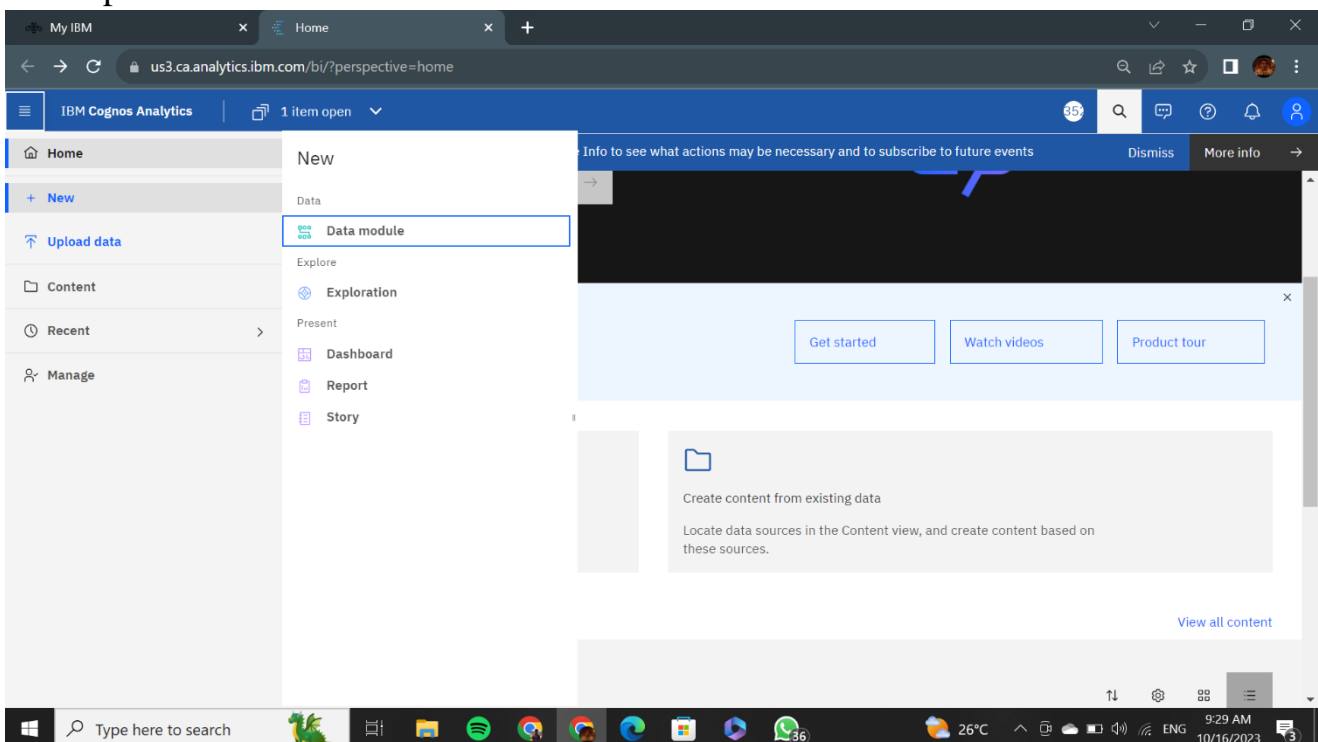 My IBM
Home
us3.ca.analytics.ibm.com/bi/?perspective=home
IBM Cognos Analytics
1 item open
352
Home
New
Info to see what actions may be necessary and to subscribe to future events
Dismiss
More info
New
Data
Upload data
Data module
Explore
Content
Exploration
Recent
Present
Get started
Watch videos
Product tour
Dashboard
Manage
Report
Story
Create content from existing data
Locate data sources in the Content view, and create content based on
these sources.
View all content
Type here to search
36
26°C
ENG
9:29 AM
10/16/2023
3